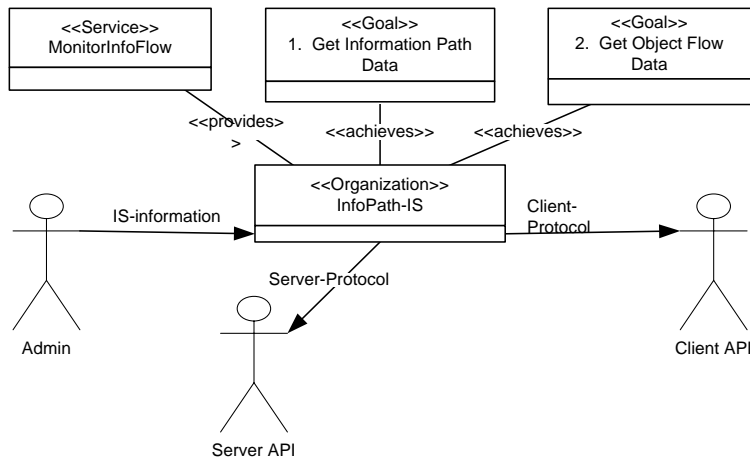 <<Service>>
MonitorInfoFlow
<<Goal>>
1. Get Information Path
Data
<<Goal>>
2. Get Object Flow
Data
<<provides>
>
<<achieves>>
<<achieves>>
<<Organization>>
InfoPath-IS
IS-information
Client-
Protocol
Server-Protocol
Admin
Client API
Server API